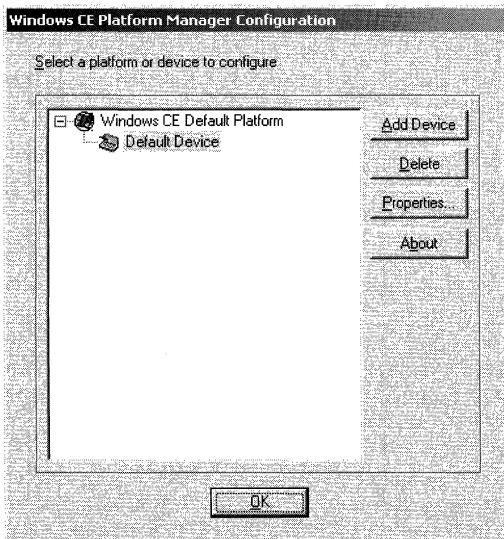 Windows CE Platform Manager Configuration
Select a platform or device to configure
Windows CE Default Platform
Default Device
Add Device
Delete
Properties...
About
OK